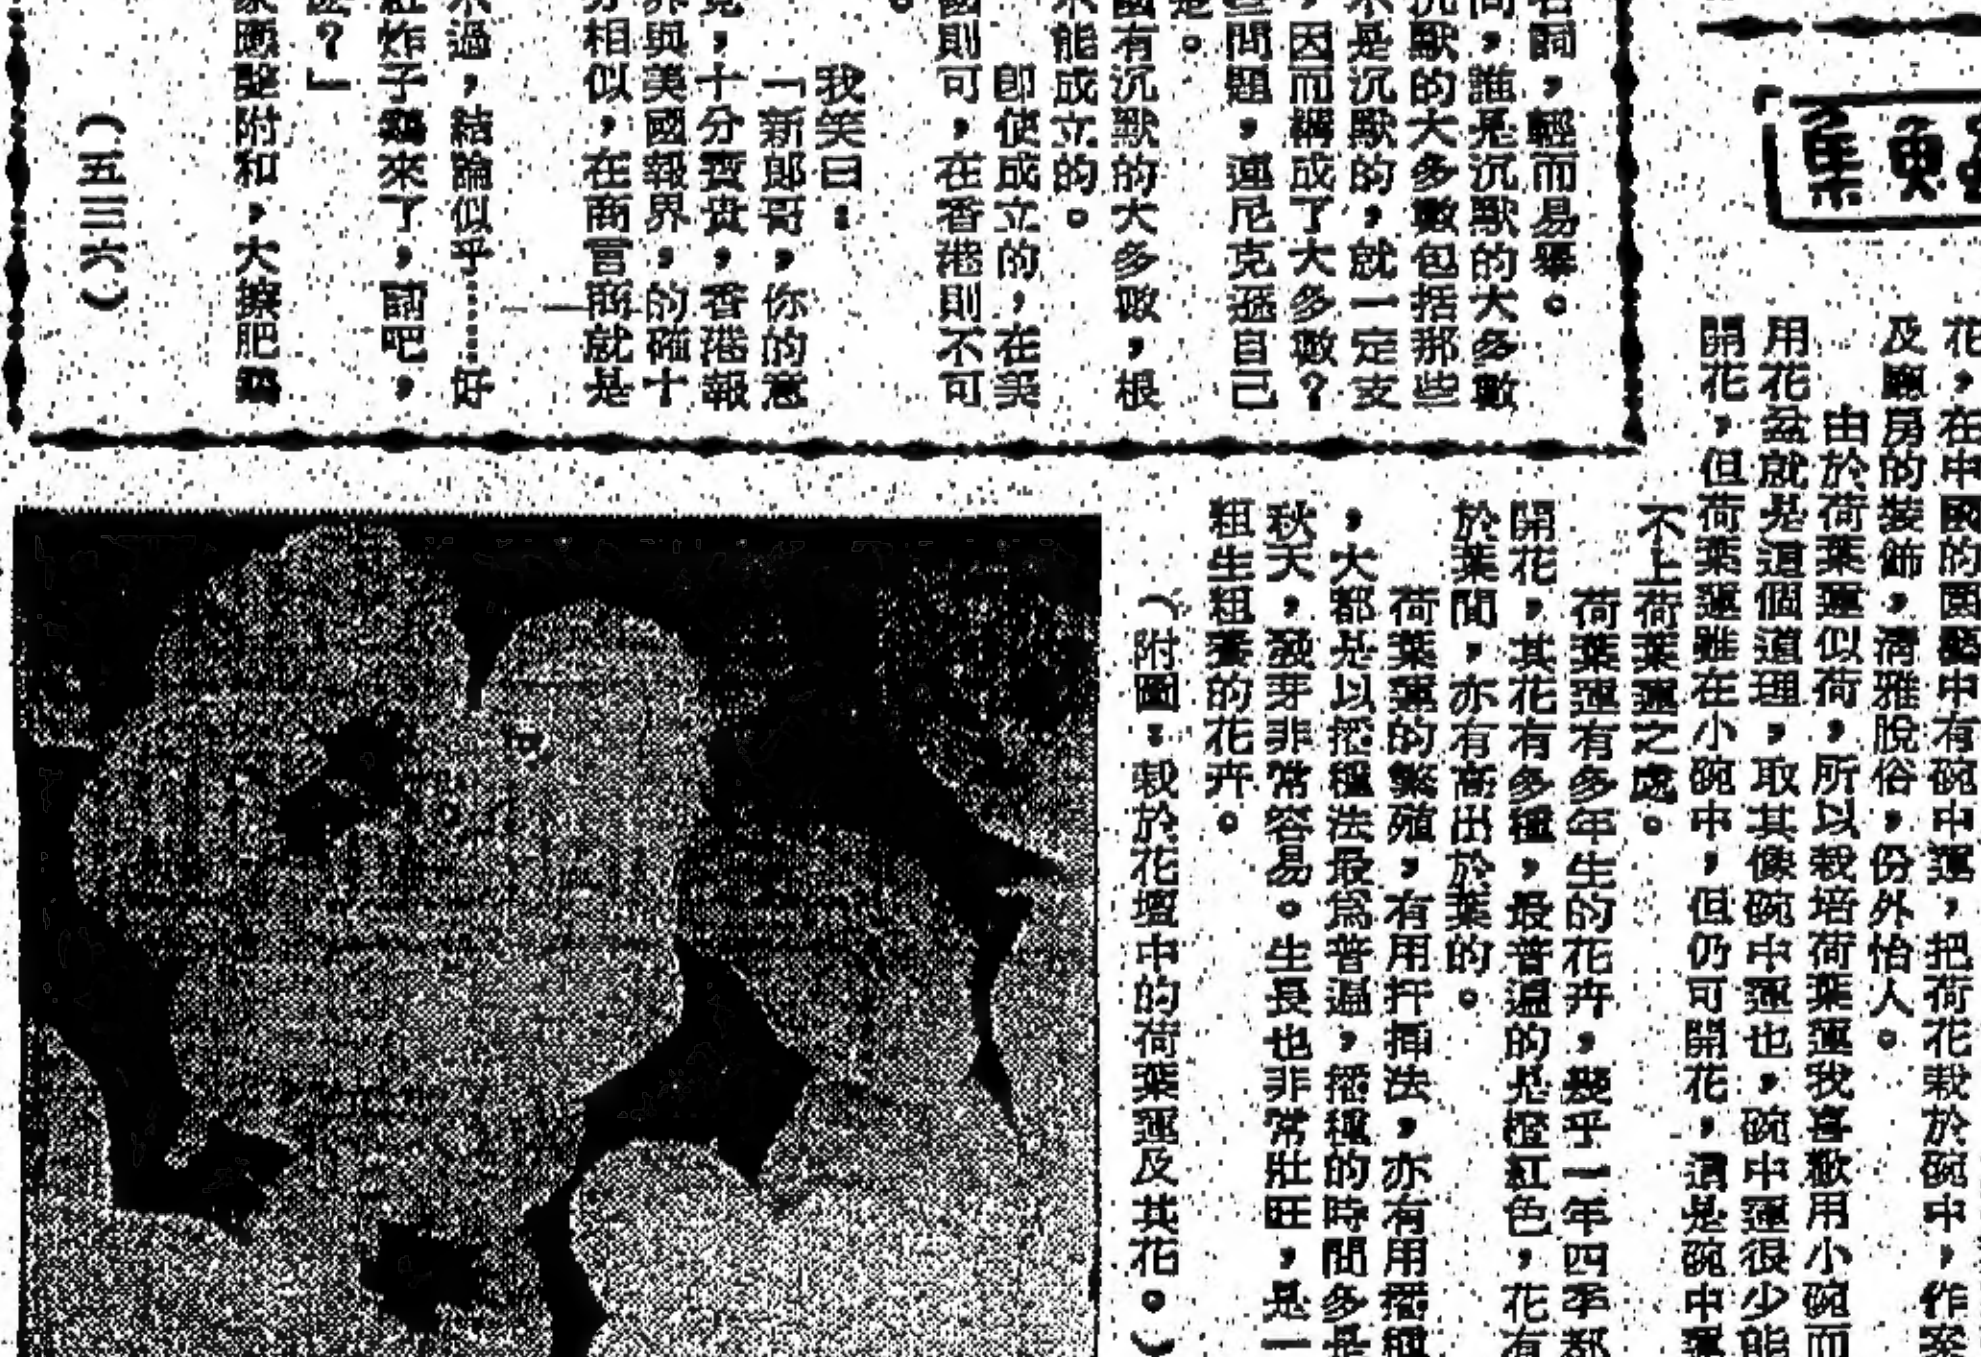 名詞，輕而易舉。
問，誰是沉默的大多數
沉默的大多數包括那些
不是沉默的，就一定支
，因而構成了大多數？
些問題，連尼克遜自己
是。
國有沉默的大多數，根
不能成立的。
即使成立的，在美
國則可，在香港則不可
。
我笑曰：
「新郎哥，你的意
見，十分寶貴，香港報
界與美國報界，的確十
分相似，在商言商就是
不過，結論似乎……好
紅炸子鷄來了，請吧，
麽？」
家應聲附和，大擦肥鷄
（五三六）
花，在中國的園藝中有碗中蓮，把荷花栽於碗中，作案
及廳房的裝飾，清雅脫俗，份外怡人。
由於荷葉蓮似荷，所以栽培荷葉蓮我喜歡用小碗而
用花盆就是這個道理，取其像碗中蓮也，碗中蓮很少能
開花，但荷葉蓮雖在小碗中，但仍可開花，這是碗中蓮
不上荷葉蓮之處。
荷葉蓮有多年生的花卉，幾乎一年四季都
開花，其花有多種，最普遍的是橙紅色，花有
於葉間，亦有高出於葉的。
荷葉蓮的繁殖，有用扦插法，亦有用播種
，大都是以播種法最爲普遍，播種的時間多是
秋天，發芽非常容易。生長也非常壯旺，是一
粗生粗養的花卉。
（附圖：栽於花壇中的荷葉蓮及其花。）